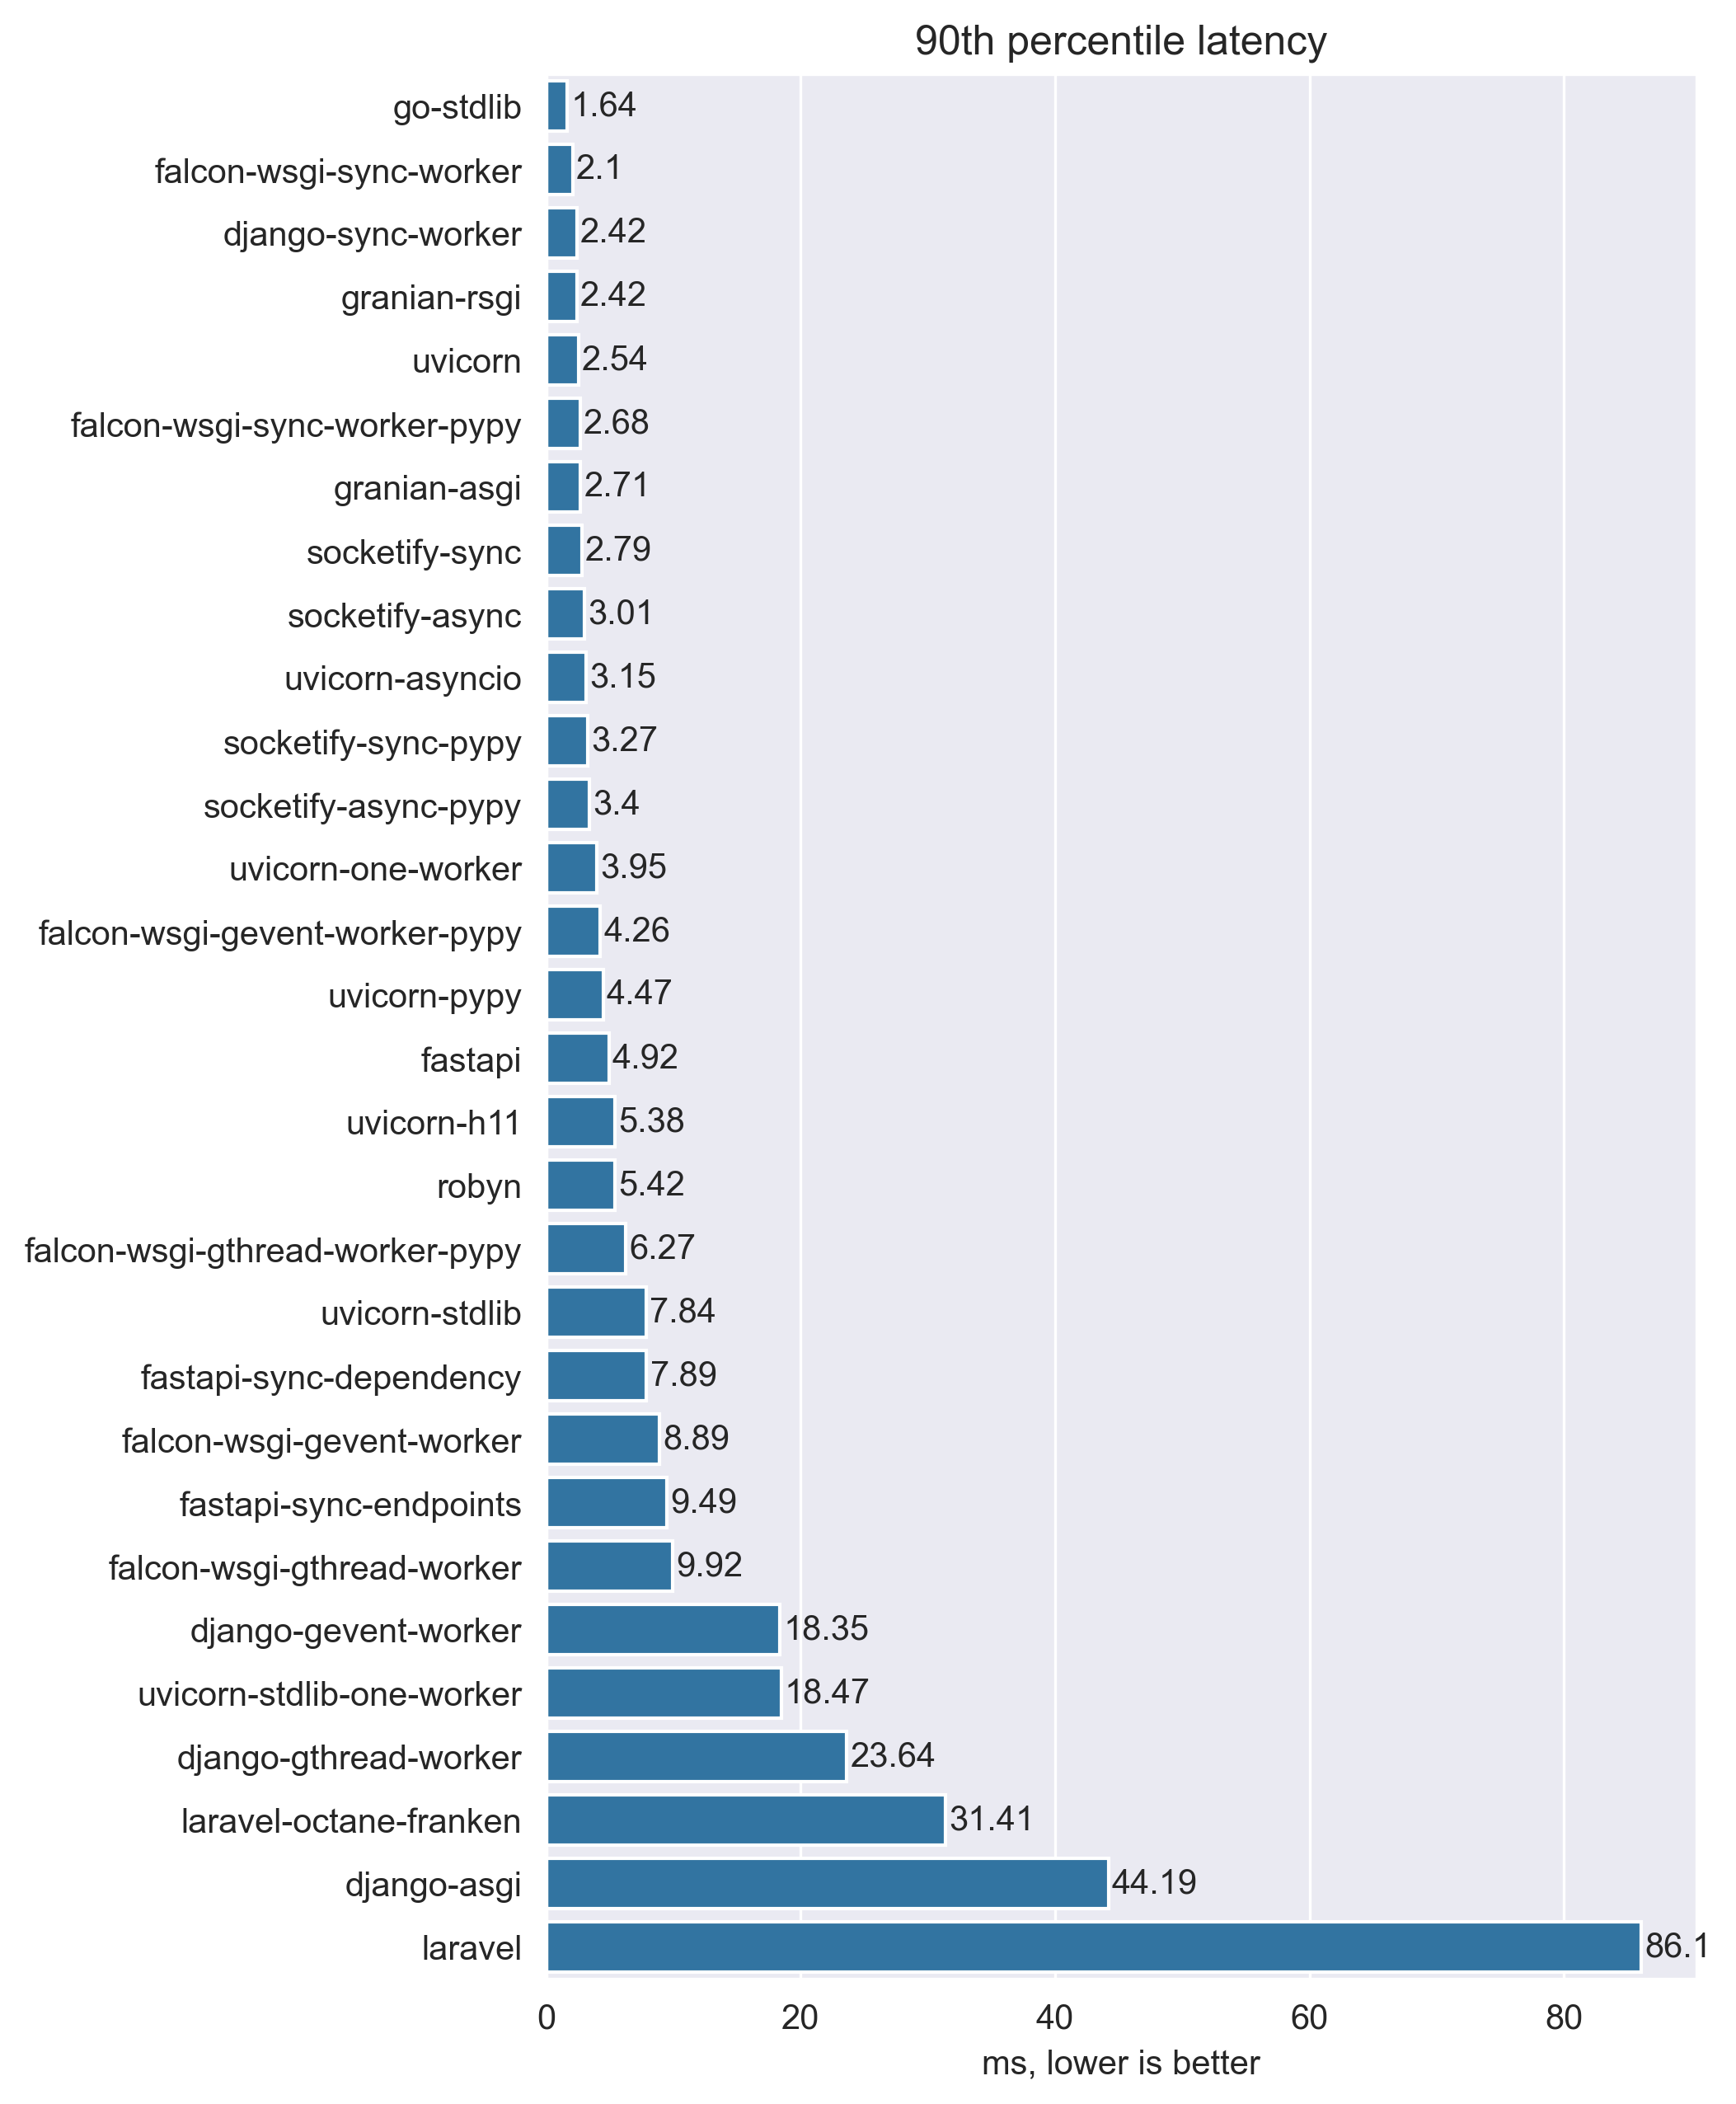 90th percentile latency
go-stdlib 1.64
falcon-wsgi-sync-worker 2.1
django-sync-worker 2.42
granian-rsgi 2.42
uvicorn 2.54
falcon-wsgi-sync-worker-pypy 2.68
granian-asgi 2.71
socketify-sync 2.79
socketify-async 3.01
uvicorn-asyncio 3.15
socketify-sync-pypy 3.27
socketify-async-pypy 3.4
uvicorn-one-worker 3.95
falcon-wsgi-gevent-worker-pypy 4.26
uvicorn-pypy 4.47
fastapi 4.92
uvicorn-h11 5.38
robyn 5.42
falcon-wsgi-gthread-worker-pypy 6.27
uvicorn-stdlib 7.84
fastapi-sync-dependency 7.89
falcon-wsgi-gevent-worker 8.89
fastapi-sync-endpoints 9.49
falcon-wsgi-gthread-worker 9.92
django-gevent-worker 18.35
uvicorn-stdlib-one-worker 18.47
django-gthread-worker 23.64
laravel-octane-franken 31.41
django-asgi 44.19
laravel 86.1
0 20 40 60 80
ms, lower is better